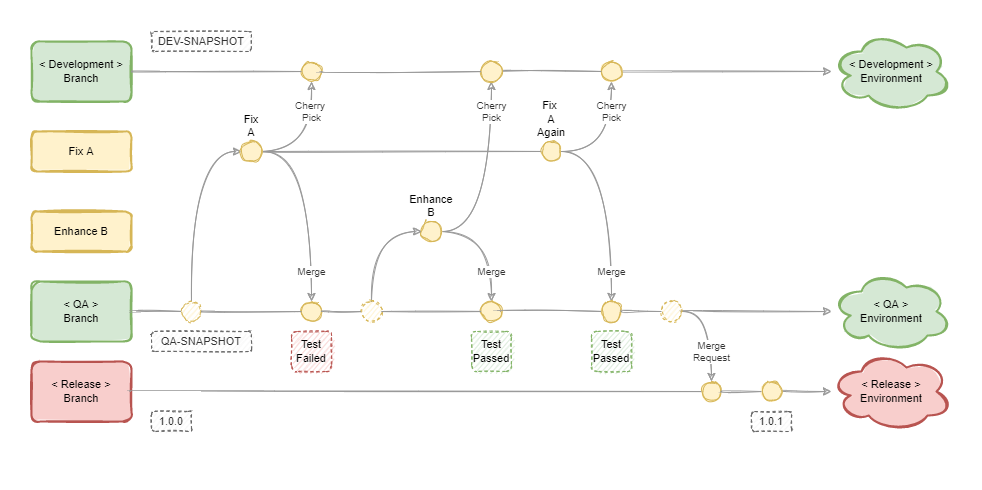 DEV-SNAPSHOT
< Development >
Branch
< Development >
Environment
Cherry
Pick
Cherry
Pick
Cherry
Pick
Fix
A
Fix
A
Again
Fix A
Enhance
B
Enhance B
Merge
Merge
Merge
< QA >
Branch
< QA >
Environment
QA-SNAPSHOT
Test
Failed
Test
Passed
Test
Passed
Merge
Request
< Release >
Branch
< Release >
Environment
1.0.0
1.0.1